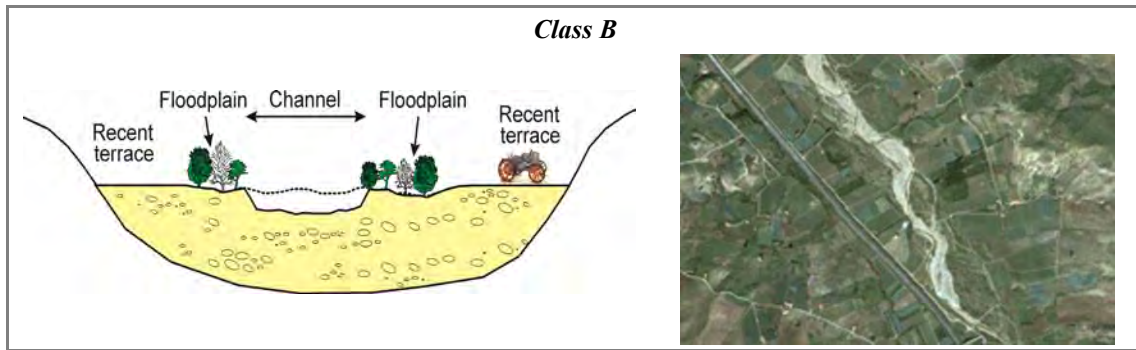 Class B
Floodplain Channel Floodplain
Recent
terrace
Recent
terrace